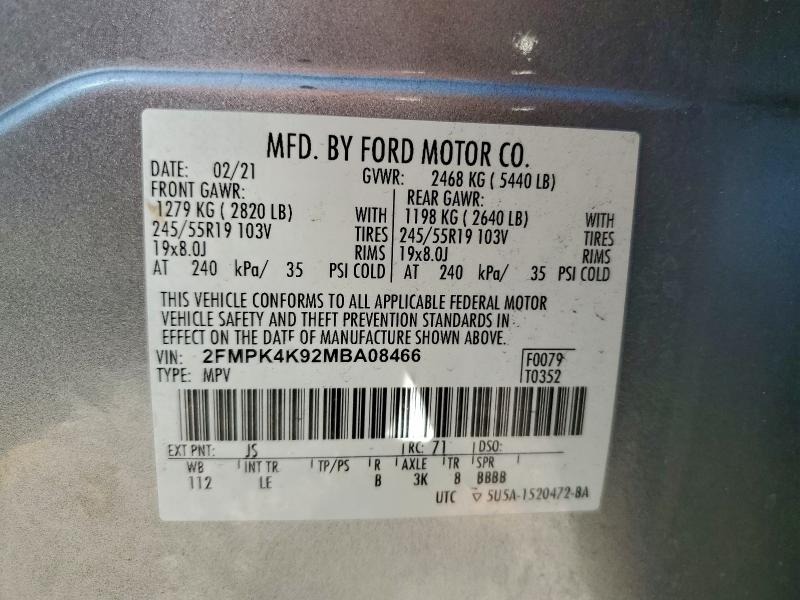 MFD. BY FORD MOTOR CO.
DATE: 02/21 GVWR: 2468 KG ( 5440 LB)
FRONT GAWR: REAR GAWR:
1279 KG ( 2820 LB) WITH 1198 KG ( 2640 LB) WITH
245/55R19 103V TIRES 245/55R19 103V TIRES
19x8.0J RIMS 19x8.0J RIMS
AT 240 kPa/ 35 PSI COLD AT 240 kPa/ 35 PSI COLD
THIS VEHICLE CONFORMS TO ALL APPLICABLE FEDERAL MOTOR
VEHICLE SAFETY AND THEFT PREVENTION STANDARDS IN
EFFECT ON THE DATE OF MANUFACTURE SHOWN ABOVE.
VIN: 2FMPK4K92MBA08466 F0079
TYPE: MPV T0352
EXT PNT: JS RC: 71 DSO:
WB INT TR TP/PS R AXLE TR SPR
112 LE B 3K 8 BBBB
UTC 5U5A-1520472-BA